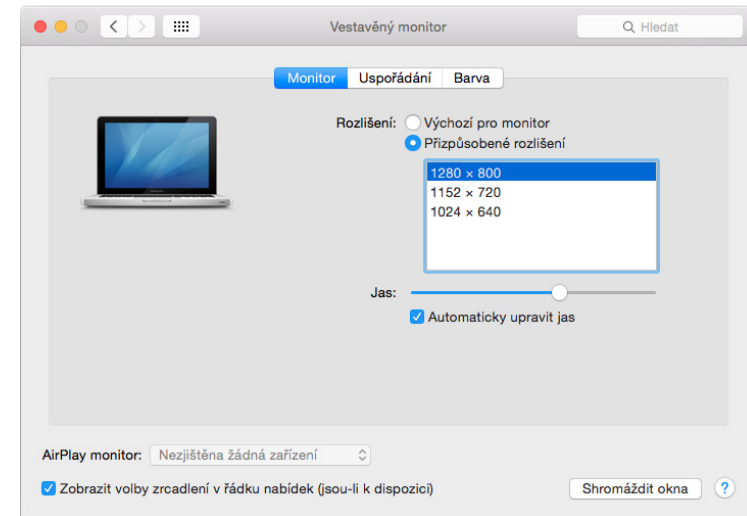 Vestavěný monitor
Hledat
Monitor Uspořádání Barva
Rozlišení: Výchozí pro monitor
Přizpůsobené rozlišení
1280 × 800
1152 × 720
1024 × 640
Jas:
Automaticky upravit jas
AirPlay monitor: Nezjištěna žádná zařízení
Zobrazit volby zrcadlení v řádku nabídek (jsou-li k dispozici)
Shromáždit okna ?